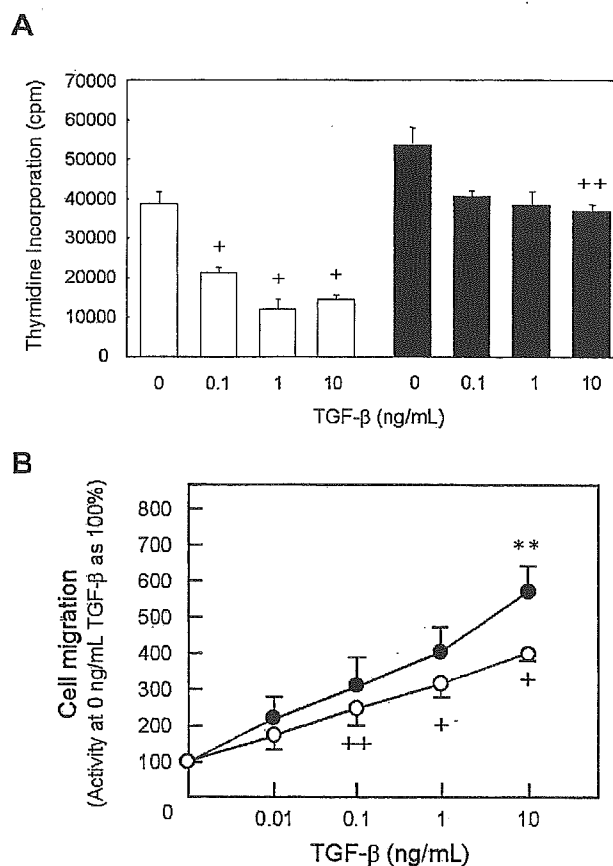 A
Thymidine Incorporation (cpm)
70000
60000
50000
40000
30000
20000
10000
0
+
+
+
++
0 0.1 1 10 0 0.1 1 10
TGF-β (ng/mL)
B
Cell migration
(Activity at 0 ng/mL TGF-β as 100%)
800
700
600
500
400
300
200
100
0
**
++
+
+
0.01 0.1 1 10
TGF-β (ng/mL)